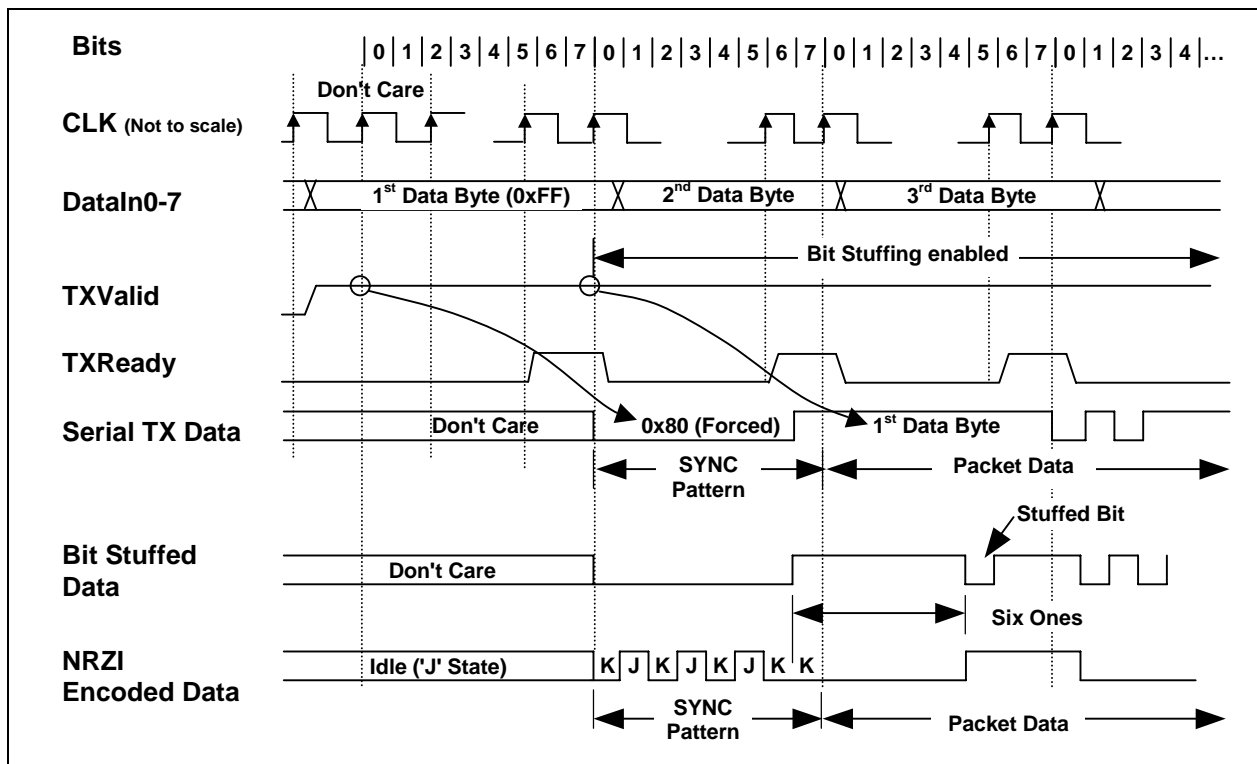 Bits
0 1 2 3 4 5 6 7 0 1 2 3 4 5 6 7 0 1 2 3 4 5 6 7 0 1 2 3 4 ...
Don't Care
CLK (Not to scale)
DataIn0-7
1st Data Byte (0xFF)
2nd Data Byte
3rd Data Byte
Bit Stuffing enabled
TXValid
TXReady
Serial TX Data
Don't Care
0x80 (Forced)
1st Data Byte
SYNC
Pattern
Packet Data
Stuffed Bit
Bit Stuffed
Data
Don't Care
Six Ones
NRZI
Encoded Data
Idle ('J' State)
K J K J K J K K
SYNC
Pattern
Packet Data